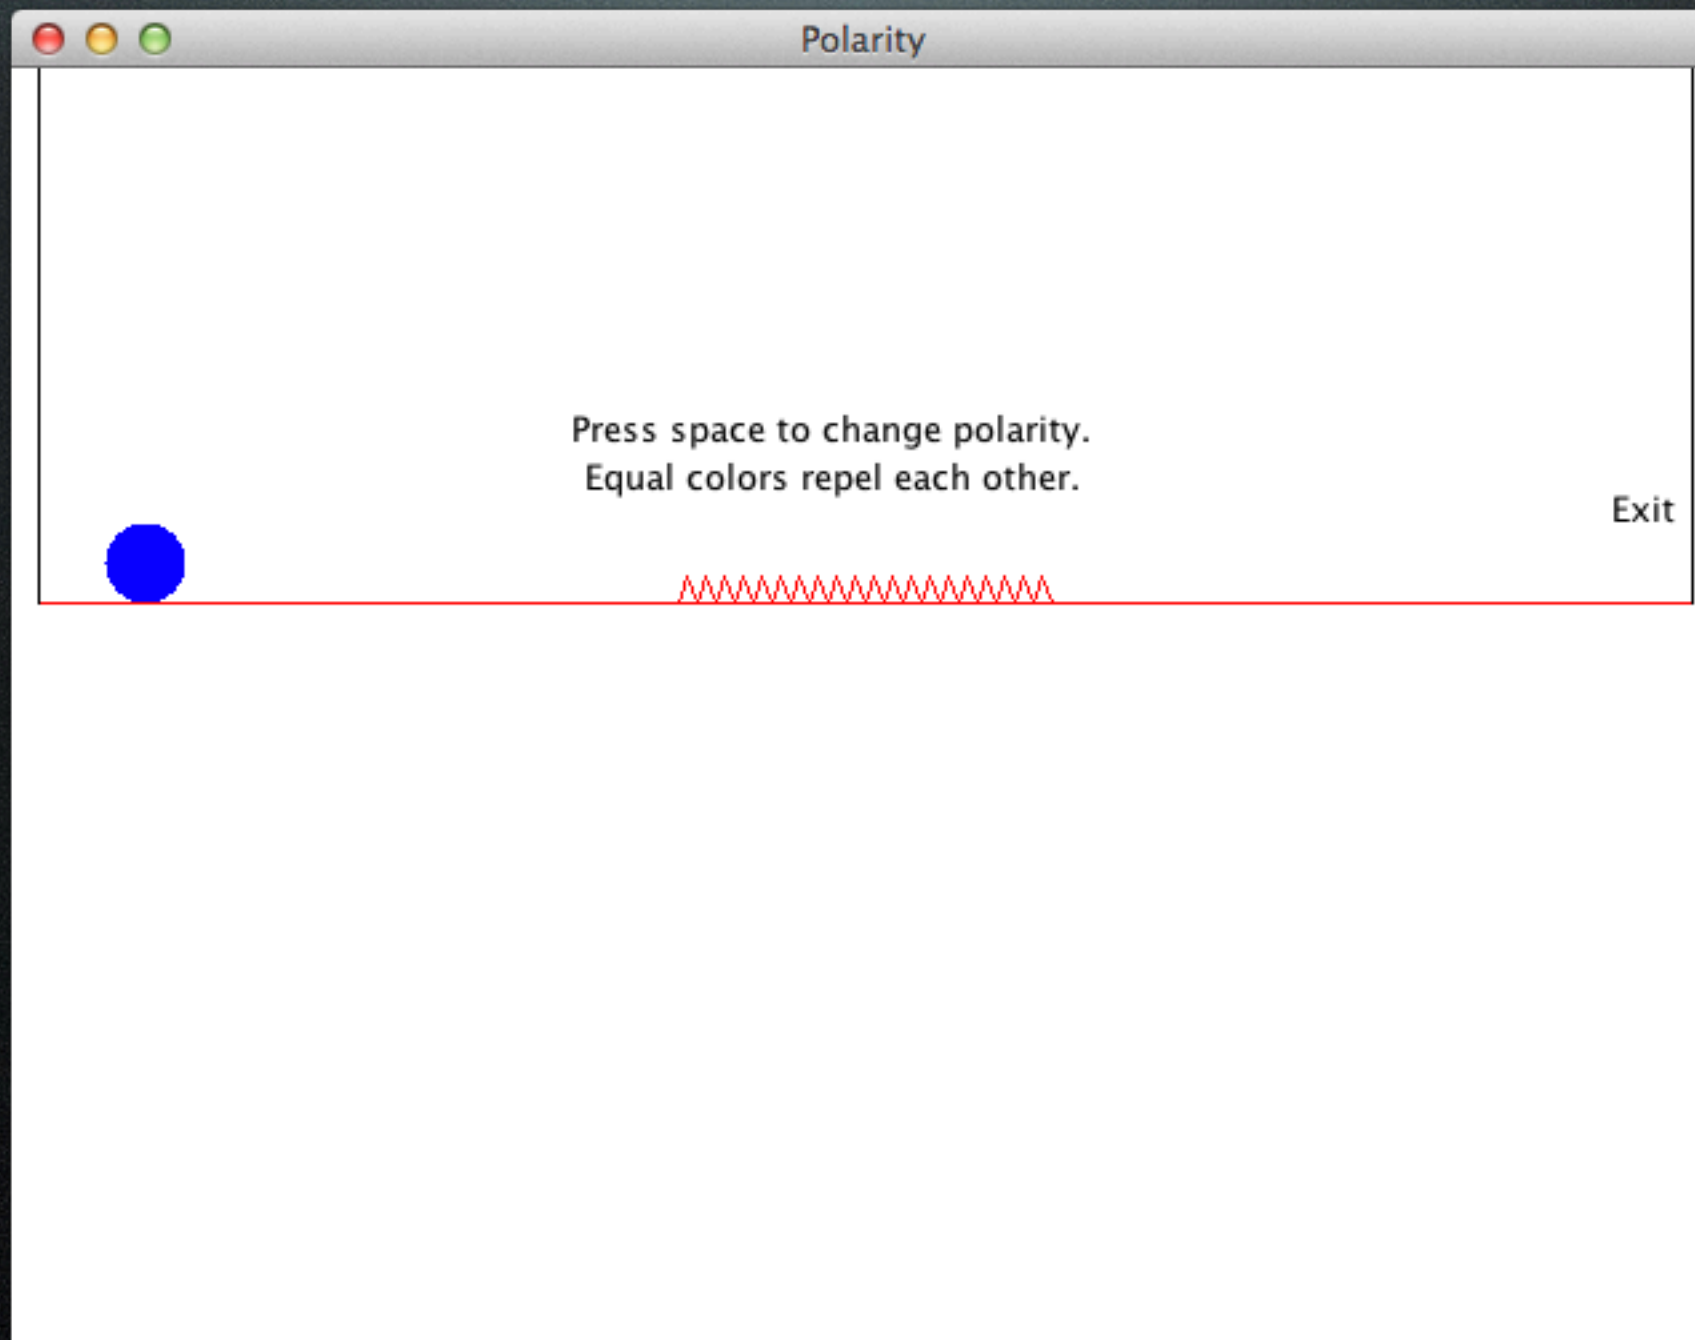 Polarity
Press space to change polarity.
Equal colors repel each other.
Exit